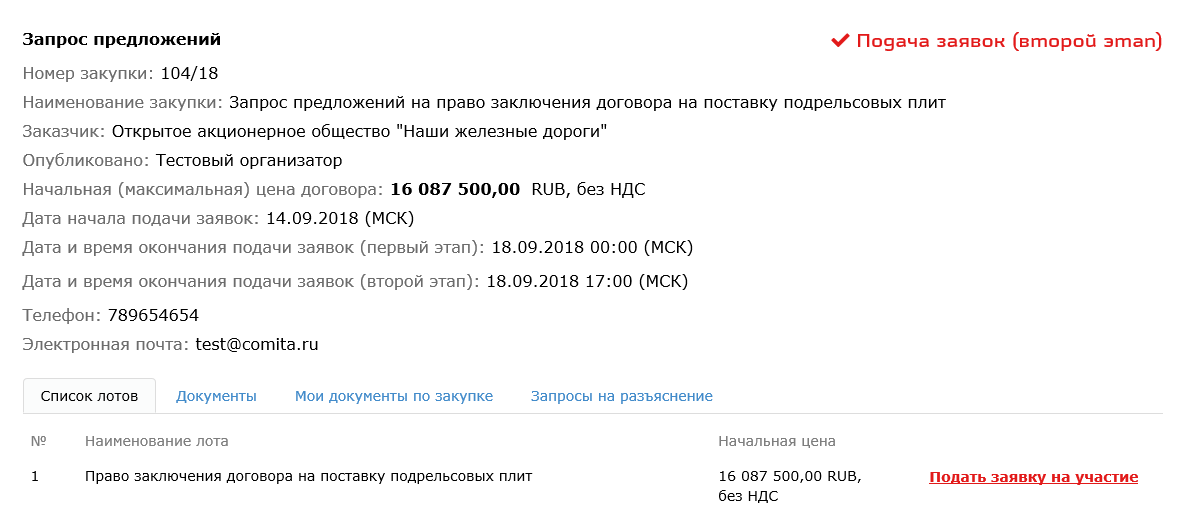 Запрос предложений
Подача заявок (второй этап)
Номер закупки: 104/18
Наименование закупки: Запрос предложений на право заключения договора на поставку подрельсовых плит
Заказчик: Открытое акционерное общество "Наши железные дороги"
Опубликовано: Тестовый организатор
Начальная (максимальная) цена договора: 16 087 500,00 RUB, без НДС
Дата начала подачи заявок: 14.09.2018 (МСК)
Дата и время окончания подачи заявок (первый этап): 18.09.2018 00:00 (МСК)
Дата и время окончания подачи заявок (второй этап): 18.09.2018 17:00 (МСК)
Телефон: 789654654
Электронная почта: test@comita.ru
Список лотов Документы Мои документы по закупке Запросы на разъяснение
№ Наименование лота Начальная цена
1 Право заключения договора на поставку подрельсовых плит 16 087 500,00 RUB, Подать заявку на участие
без НДС